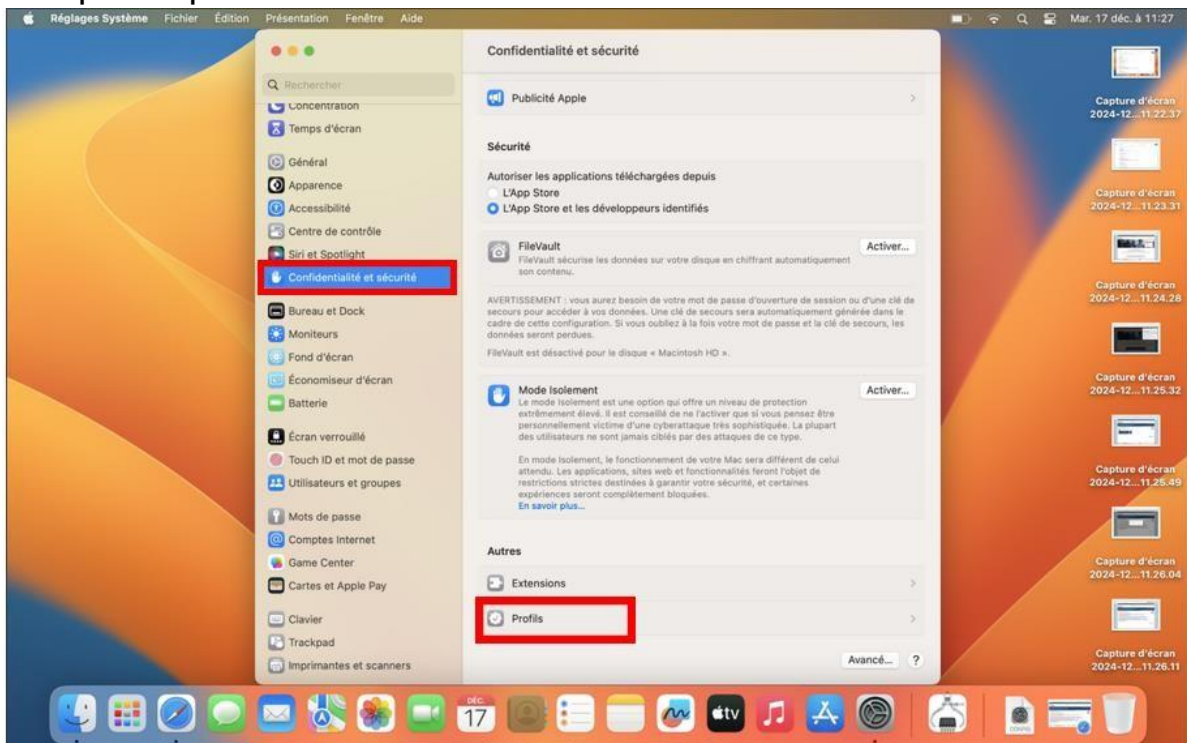 Réglages Système Fichier Édition Présentation Fenêtre Aide
Mar. 17 déc. à 11:27
Rechercher
Concentration
Temps d'écran
Général
Apparence
Accessibilité
Centre de contrôle
Siri et Spotlight
Confidentialité et sécurité
Bureau et Dock
Moniteurs
Fond d'écran
Économiseur d'écran
Batterie
Écran verrouillé
Touch ID et mot de passe
Utilisateurs et groupes
Mots de passe
Comptes Internet
Game Center
Cartes et Apple Pay
Clavier
Trackpad
Imprimantes et scanners
Confidentialité et sécurité
Publicité Apple
Sécurité
Autoriser les applications téléchargées depuis
L'App Store
L'App Store et les développeurs identifiés
FileVault
Activer...
FileVault sécurise les données sur votre disque en chiffrant automatiquement
son contenu.
AVERTISSEMENT : vous aurez besoin de votre mot de passe d'ouverture de session ou d'une clé de
secours pour accéder à vos données. Une clé de secours sera automatiquement générée dans le
cadre de cette configuration. Si vous oubliez à la fois votre mot de passe et la clé de secours, les
données seront perdues.
FileVault est désactivé pour le disque « Macintosh HD ».
Mode Isolement
Activer...
Le mode Isolement est une option qui offre un niveau de protection
extrêmement élevé. Il est conseillé de ne l'activer que si vous pensez être
personnellement victime d'une cyberattaque très sophistiquée. La plupart
des utilisateurs ne sont jamais ciblés par des attaques de ce type.
En mode Isolement, le fonctionnement de votre Mac sera différent de celui
attendu. Les applications, sites web et fonctionnalités feront l'objet de
restrictions strictes destinées à garantir votre sécurité, et certaines
expériences seront complètement bloquées.
En savoir plus...
Autres
Extensions
Profils
Avancé... ?
Capture d'écran
2024-12...11.22.37
Capture d'écran
2024-12...11.23.31
Capture d'écran
2024-12...11.24.28
Capture d'écran
2024-12...11.25.32
Capture d'écran
2024-12...11.25.49
Capture d'écran
2024-12...11.26.04
Capture d'écran
2024-12...11.26.11
DÉC.
17
tv
CONFIG